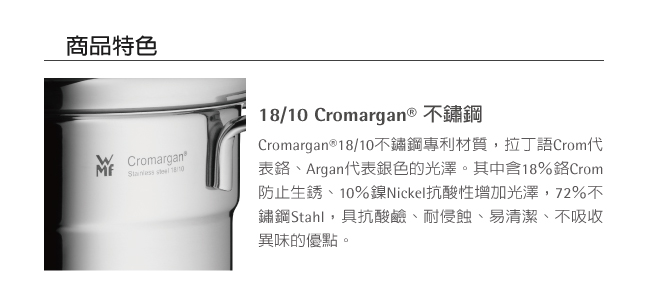 商品特色
18/10 Cromargan® 不鏽鋼
Cromargan®18/10不鏽鋼專利材質，拉丁語Crom代
表鉻、Argan代表銀色的光澤。其中含18%鉻Crom
防止生銹、10%鎳Nickel抗酸性增加光澤，72%不
鏽鋼Stahl，具抗酸鹼、耐侵蝕、易清潔、不吸收
異味的優點。
WMF
Cromargan®
Stainless steel 18/10